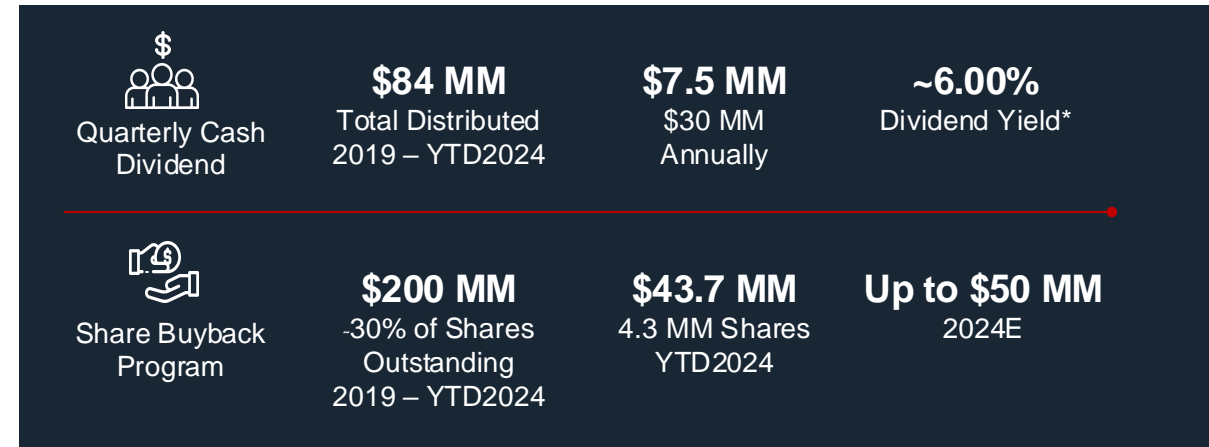 $
Quarterly Cash
Dividend
$84 MM
Total Distributed
2019 – YTD2024
$7.5 MM
$30 MM
Annually
~6.00%
Dividend Yield*
$
Share Buyback
Program
$200 MM
~30% of Shares
Outstanding
2019 – YTD2024
$43.7 MM
4.3 MM Shares
YTD2024
Up to $50 MM
2024E